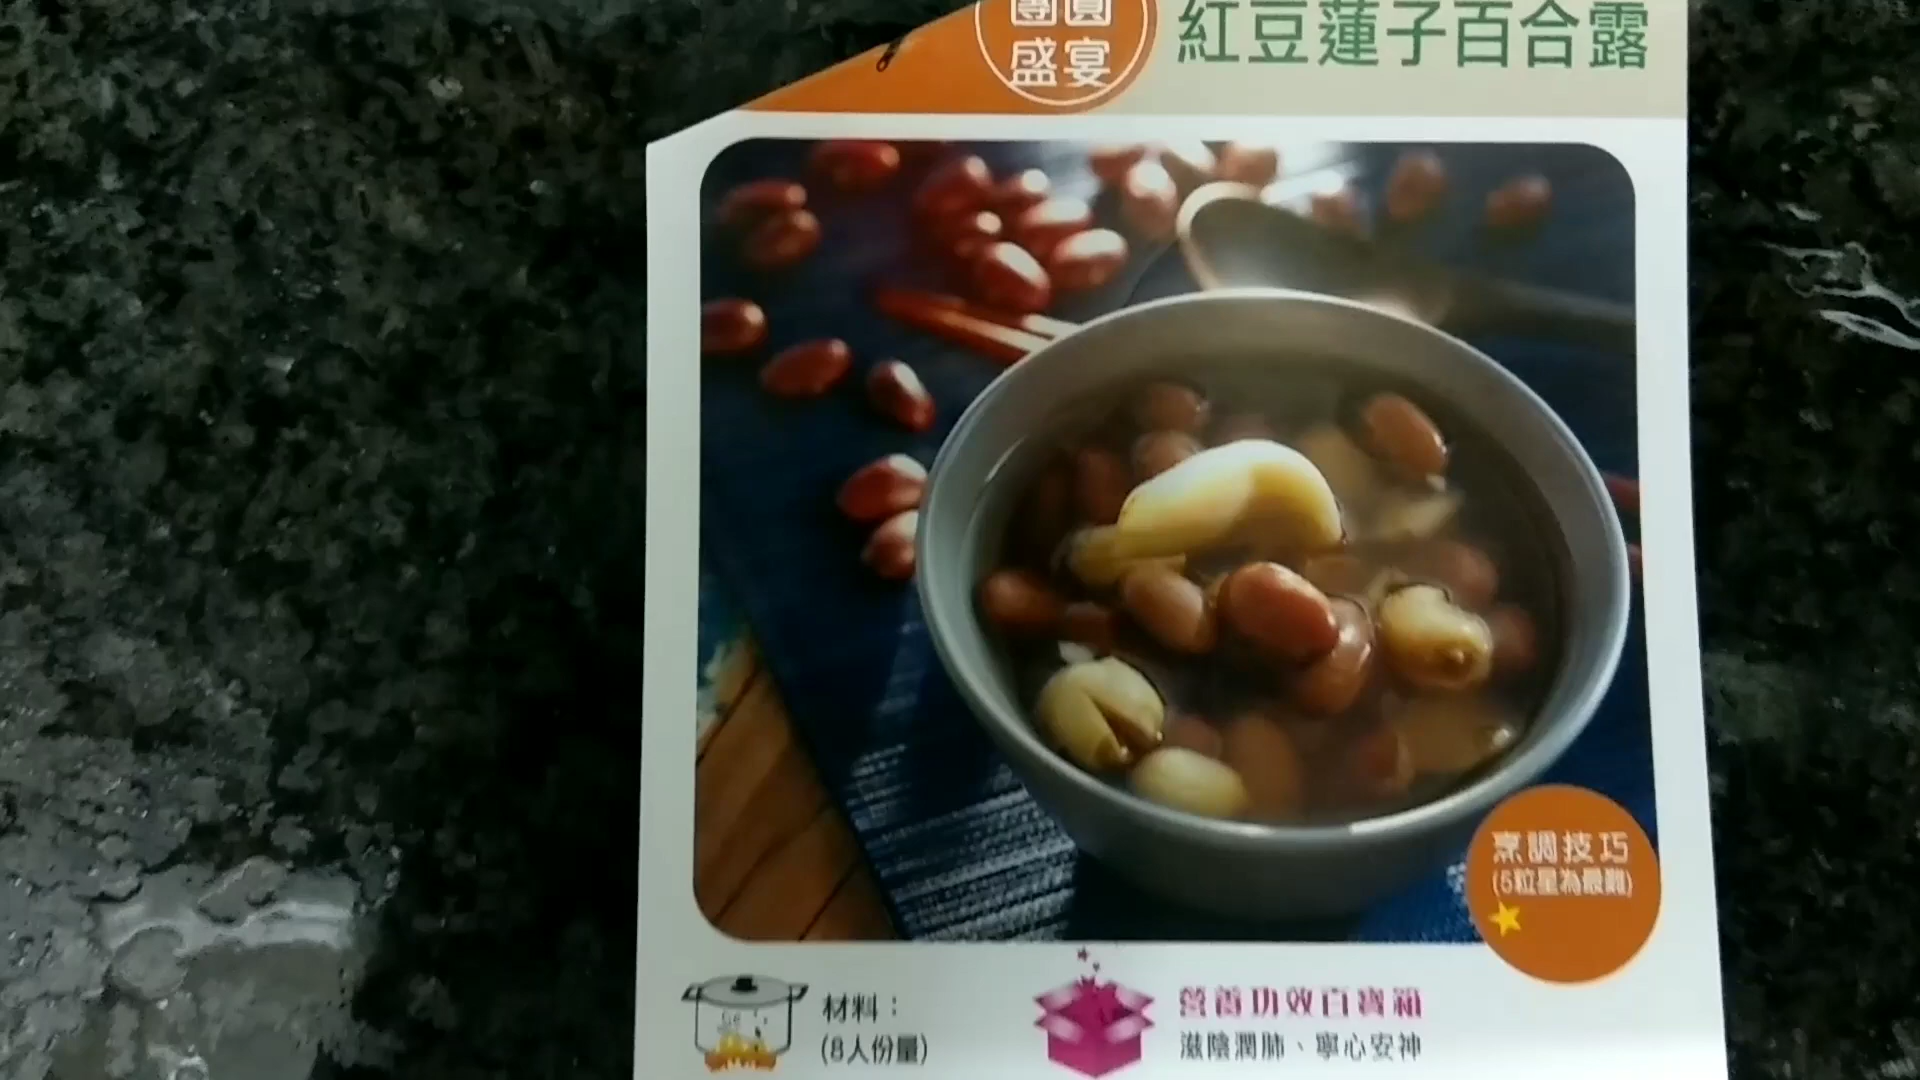 團圓
盛宴
紅豆蓮子百合露
烹調技巧
(5粒星為最難)
材料：
(8人份量)
營養功效百寶箱
滋陰潤肺、寧心安神